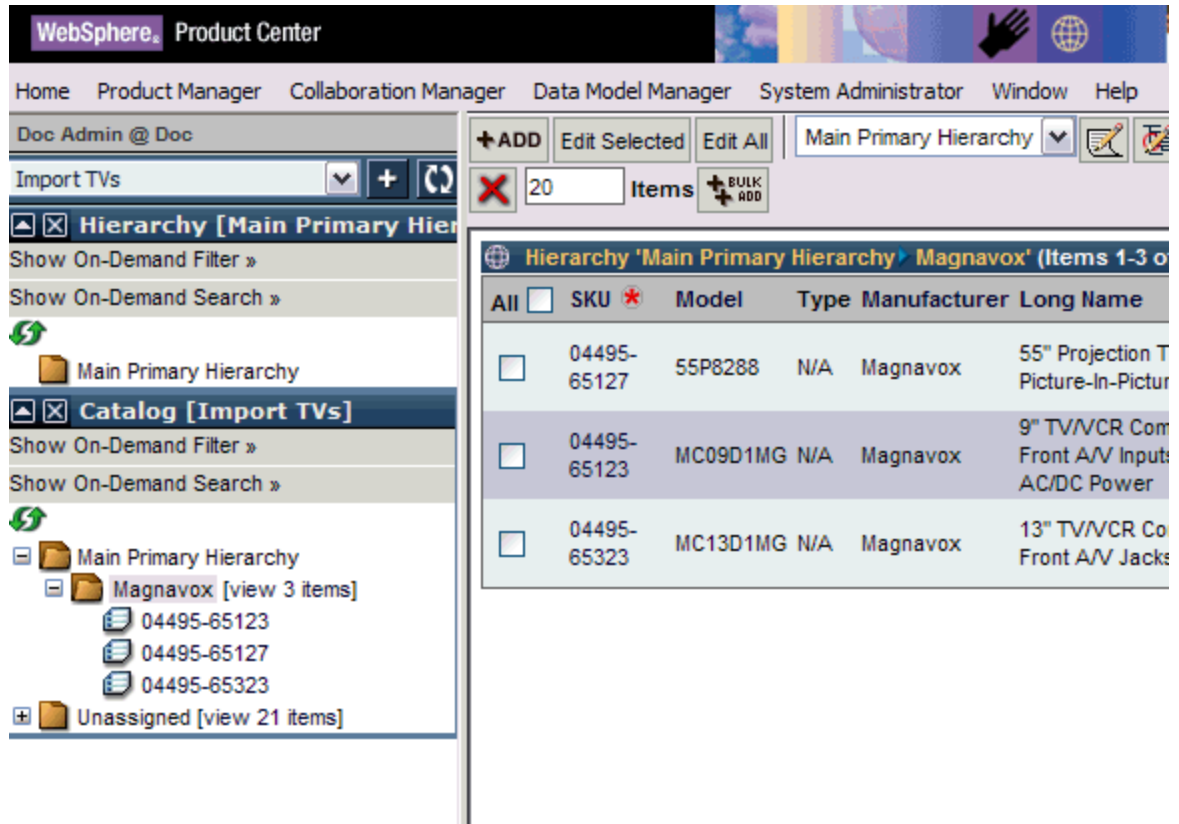 WebSphere® Product Center
Home Product Manager Collaboration Manager Data Model Manager System Administrator Window Help
Doc Admin @ Doc
Import TVs
Hierarchy [Main Primary Hier
Show On-Demand Filter »
Show On-Demand Search »
Main Primary Hierarchy
Catalog [Import TVs]
Show On-Demand Filter »
Show On-Demand Search »
Main Primary Hierarchy
Magnavox [view 3 items]
04495-65123
04495-65127
04495-65323
Unassigned [view 21 items]
+ADD Edit Selected Edit All Main Primary Hierarchy
20 Items BULK
ADD
Hierarchy 'Main Primary Hierarchy Magnavox' (Items 1-3 o
All SKU Model Type Manufacturer Long Name
04495-
65127 55P8288 N/A Magnavox 55" Projection T
Picture-In-Pictur
04495-
65123 MC09D1MG N/A Magnavox 9" TV/VCR Com
Front A/V Inputs
AC/DC Power
04495-
65323 MC13D1MG N/A Magnavox 13" TV/VCR Co
Front A/V Jacks